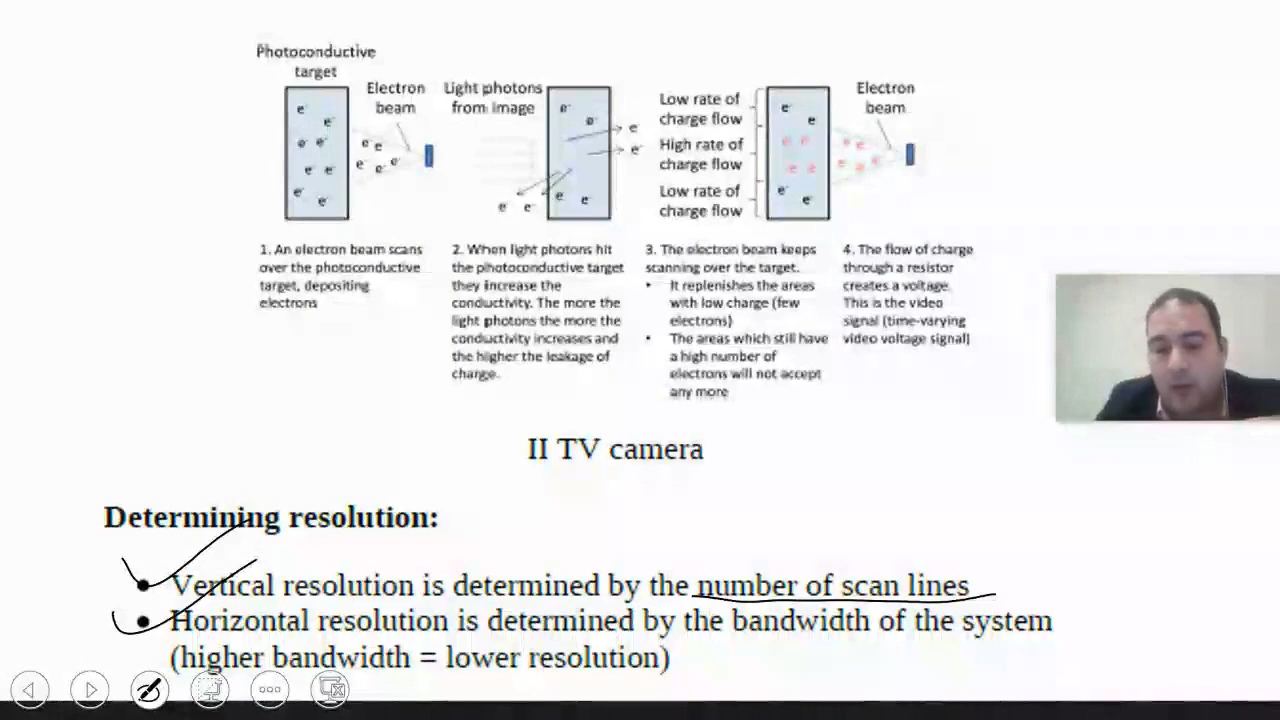 Photoconductive
target
Electron
beam
e⁻
e⁻
e⁻ e⁻
e⁻ e⁻
e⁻
e⁻
e⁻ e⁻
e⁻ e⁻ e⁻
Light photons
from image
e⁻
e⁻
e⁻
e⁻
e⁻ e⁻
e⁻ e⁻
Low rate of
charge flow
High rate of
charge flow
Low rate of
charge flow
Electron
beam
e⁻
e⁻
e⁻ e⁻
e⁻ e⁻
e⁻
e⁻
e⁻ e⁻
e⁻ e⁻ e⁻
1. An electron beam scans
over the photoconductive
target, depositing
electrons
2. When light photons hit
the photoconductive target
they increase the
conductivity. The more the
light photons the more the
conductivity increases and
the higher the leakage of
charge.
3. The electron beam keeps
scanning over the target.
• It replenishes the areas
with low charge (few
electrons)
• The areas which still have
a high number of
electrons will not accept
any more
4. The flow of charge
through a resistor
creates a voltage.
This is the video
signal (time-varying
video voltage signal)
II TV camera
Determining resolution:
• Vertical resolution is determined by the number of scan lines
• Horizontal resolution is determined by the bandwidth of the system
(higher bandwidth = lower resolution)